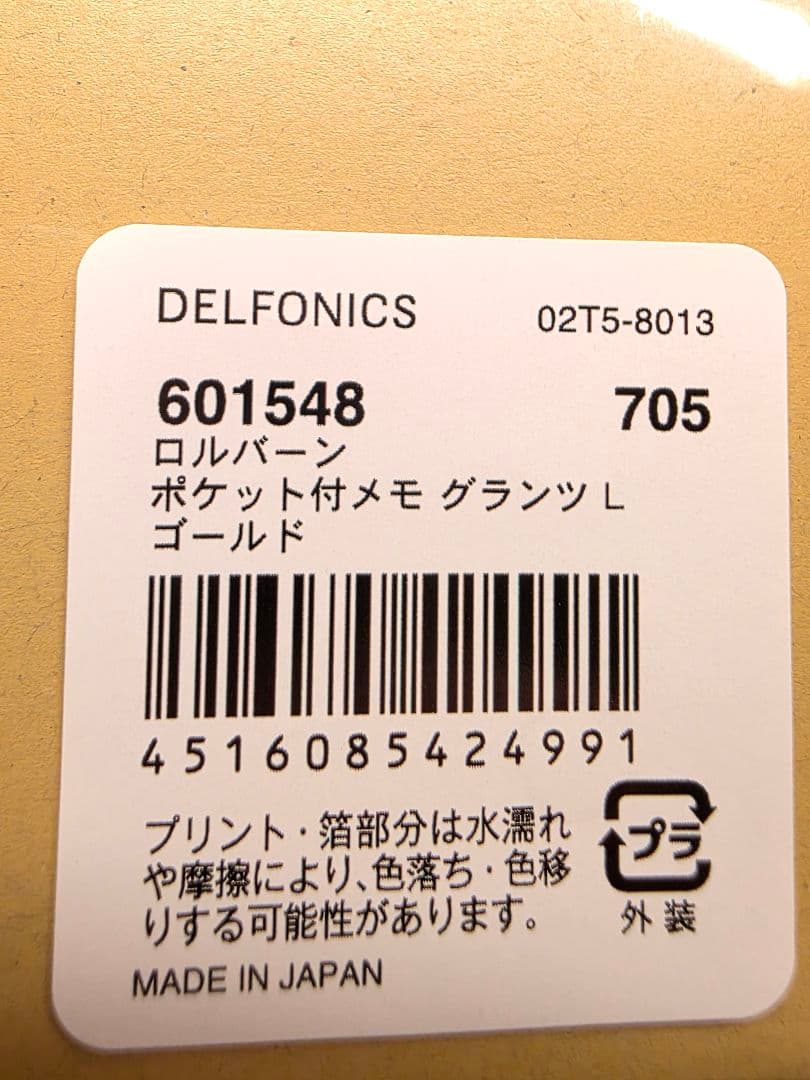 DELFONICS 02T5-8013
601548 705
ロルバーン
ポケット付メモ グランツ L
ゴールド
4516085424991
プリント・箔部分は水濡れ
や摩擦により、色落ち・色移
りする可能性があります。
プラ
外装
MADE IN JAPAN